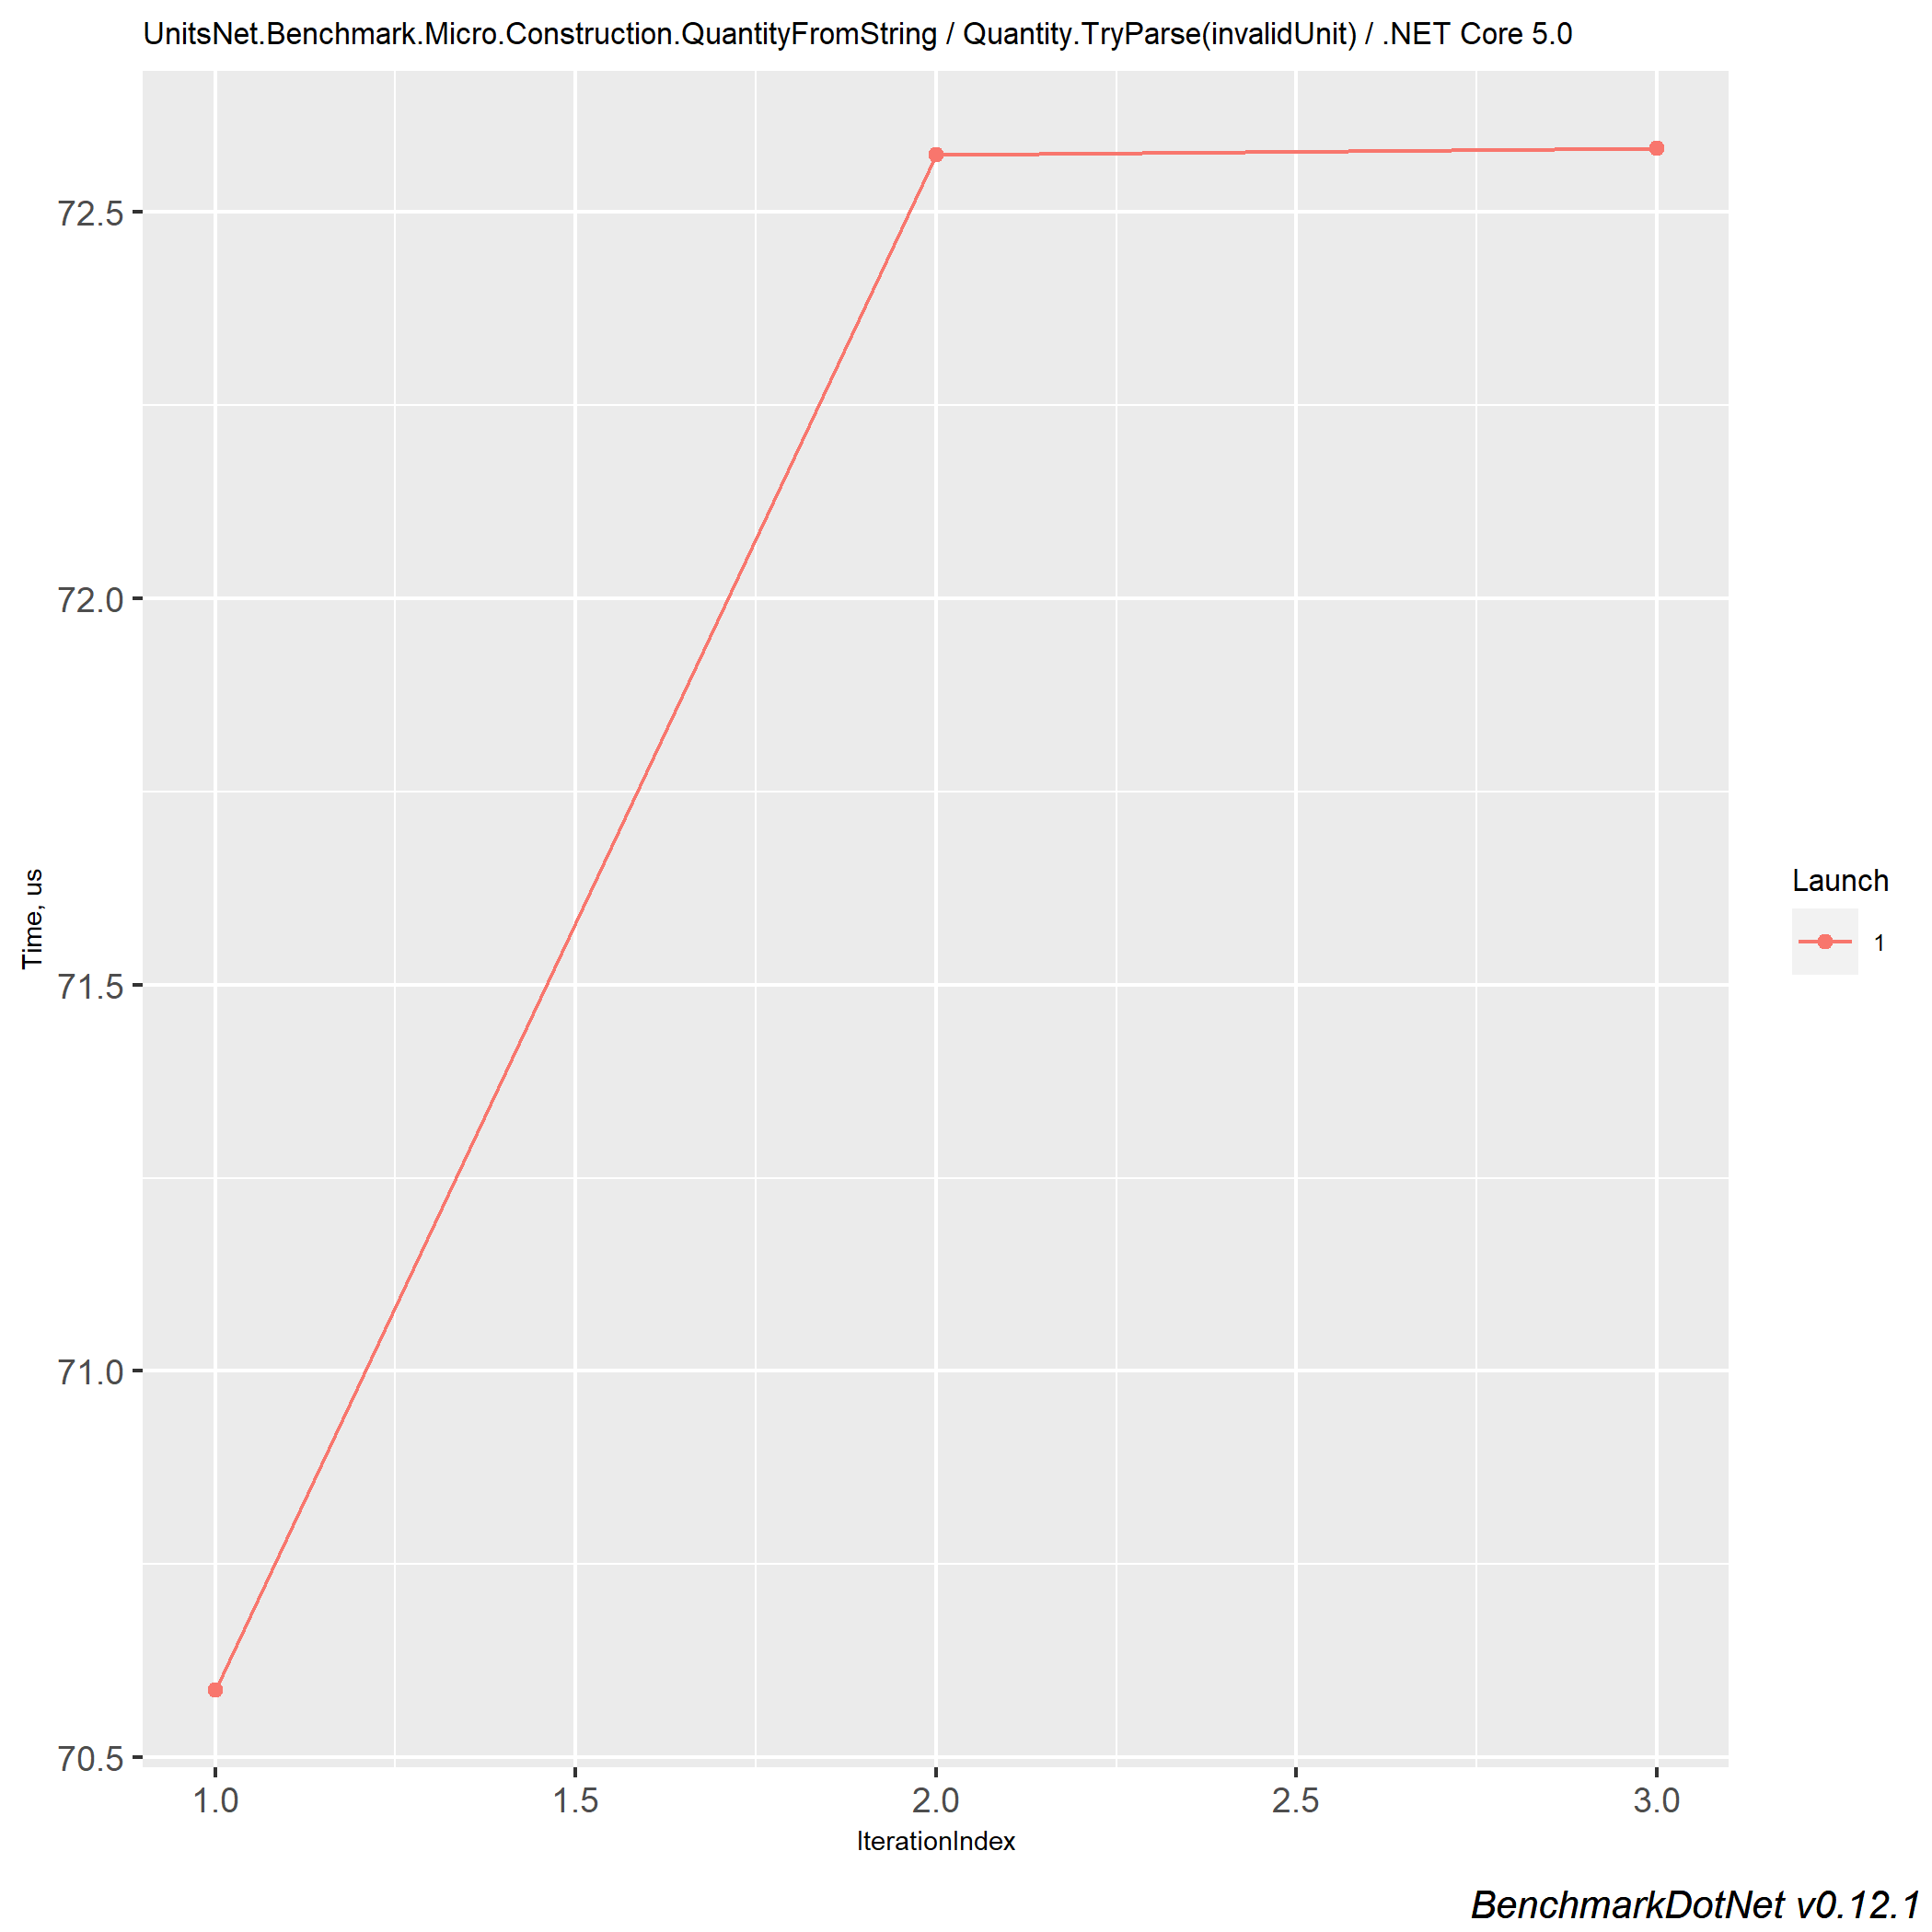 UnitsNet.Benchmark.Micro.Construction.QuantityFromString / Quantity.TryParse(invalidUnit) / .NET Core 5.0
72.5
72.0
71.5
71.0
70.5
Time, us
1.0 1.5 2.0 2.5 3.0
IterationIndex
Launch
1
BenchmarkDotNet v0.12.1